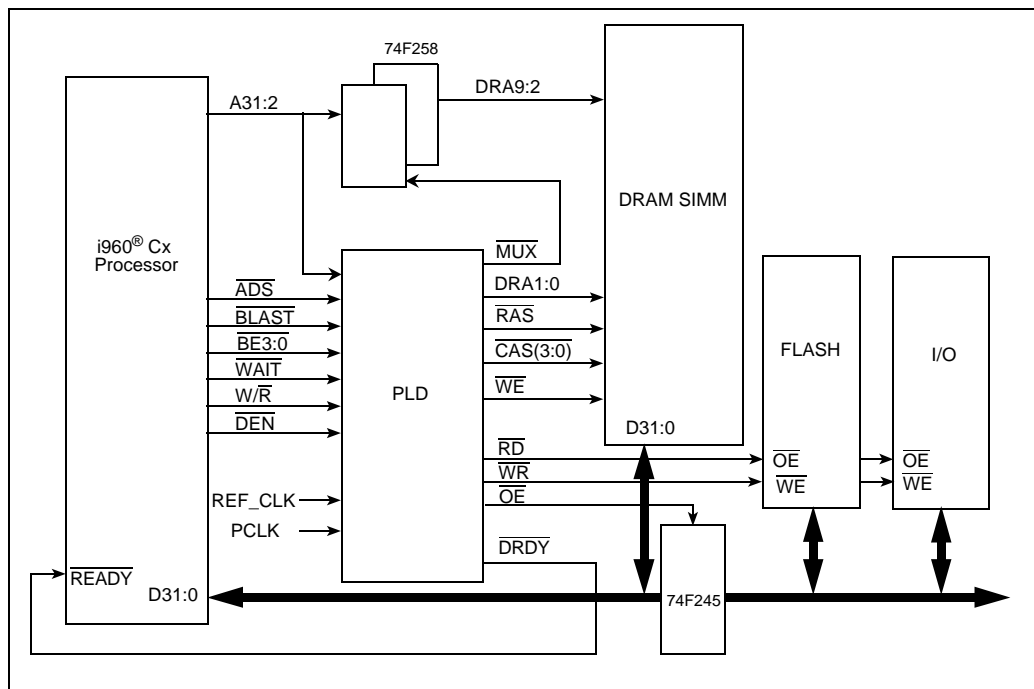 74F258
A31:2
DRA9:2
DRAM SIMM
i960® Cx
Processor
MUX
DRA1:0
RAS
CAS(3:0)
WE
ADS
BLAST
BE3:0
WAIT
W/R
DEN
PLD
FLASH
I/O
D31:0
RD
WR
OE
OE
WE
OE
WE
REF_CLK
PCLK
DRDY
READY
D31:0
74F245